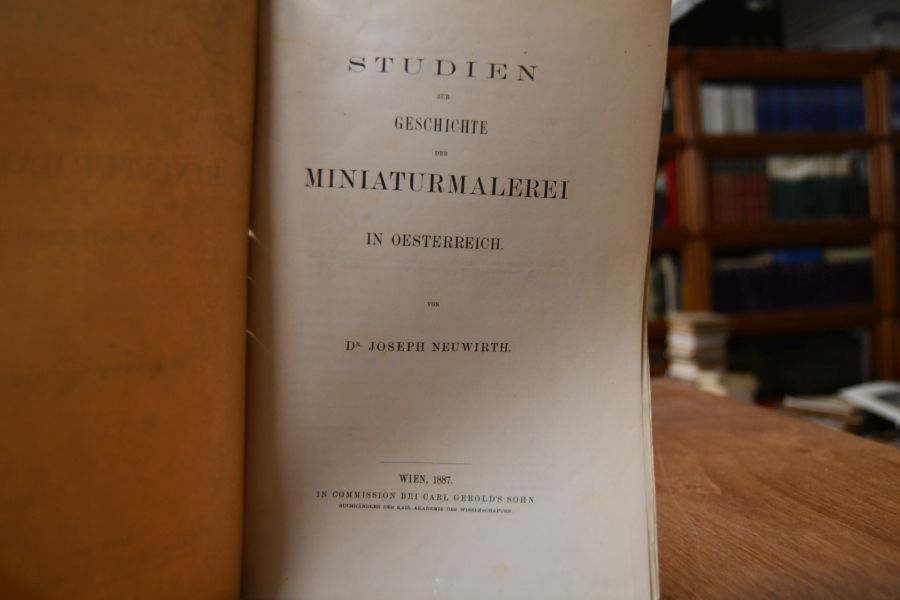 STUDIEN
ZUR
GESCHICHTE
DER
MINIATURMALEREI
IN OESTERREICH.
VON
DR. JOSEPH NEUWIRTH.
WIEN, 1887.
IN COMMISSION BEI CARL GEROLD'S SOHN
BUCHHÄNDLER DER KAIS. AKADEMIE DER WISSENSCHAFTEN.